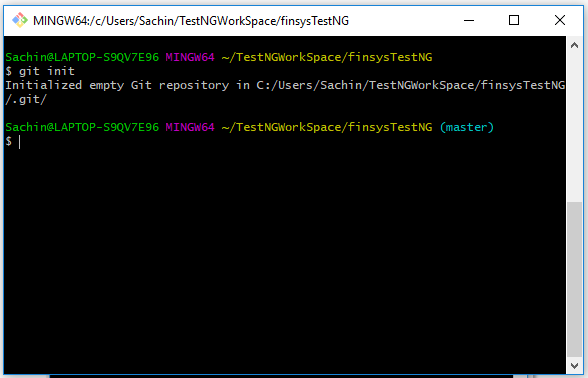 MINGW64:/c/Users/Sachin/TestNGWorkSpace/finsysTestNG
Sachin@LAPTOP-S9QV7E96 MINGW64 ~/TestNGWorkSpace/finsysTestNG
$ git init
Initialized empty Git repository in C:/Users/Sachin/TestNGWorkSpace/finsysTestNG
/.git/
Sachin@LAPTOP-S9QV7E96 MINGW64 ~/TestNGWorkSpace/finsysTestNG (master)
$